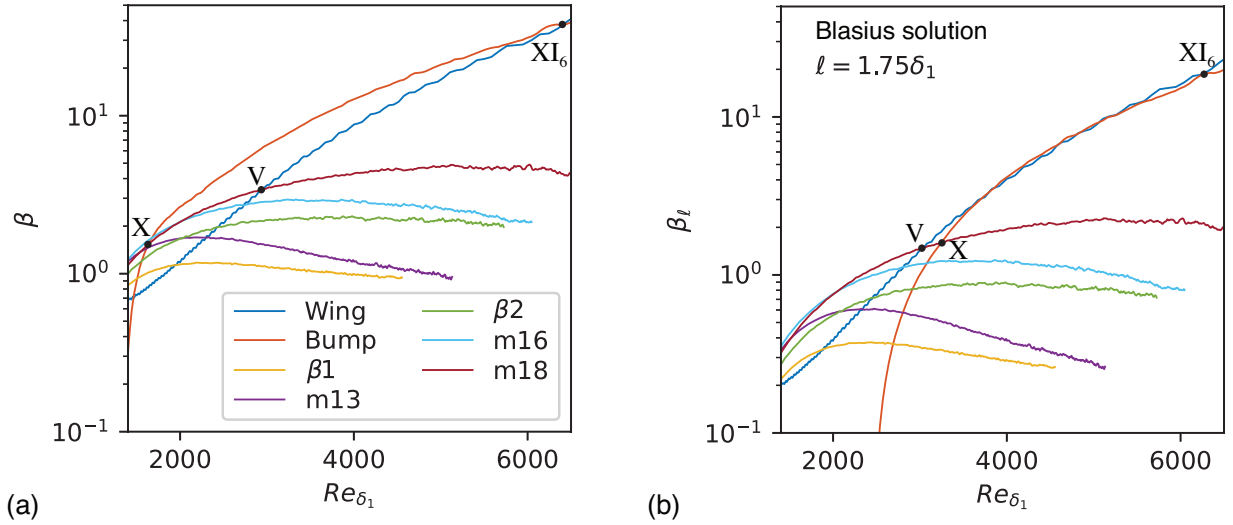 10¹
10⁰
10⁻¹
β
X
V
XI₆
Wing
Bump
β1
m13
β2
m16
m18
2000 4000 6000
Re_δ₁
(a)
Blasius solution
ℓ = 1.75δ₁
10¹
10⁰
10⁻¹
β_ℓ
V
X
XI₆
2000 4000 6000
Re_δ₁
(b)